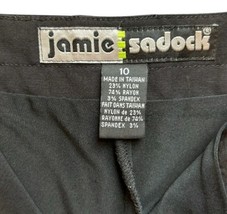 jamie sadock®
10
MADE IN TAIWAN
23% NYLON
74% RAYON
3% SPANDEX
FAIT DANS TAIWAN
NYLON de 23%
RAYONNE de 74%
SPANDEX 3%